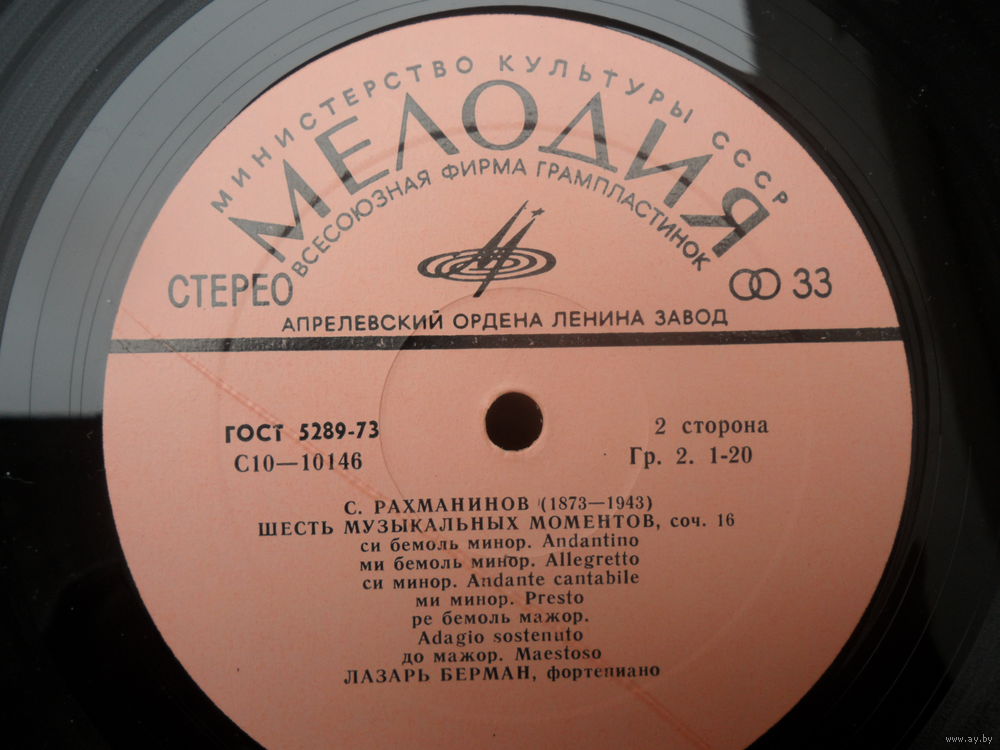 МИНИСТЕРСТВО КУЛЬТУРЫ СССР
МЕЛОДИЯ
ВСЕСОЮЗНАЯ ФИРМА ГРАМПЛАСТИНОК
СТЕРЕО
33
АПРЕЛЕВСКИЙ ОРДЕНА ЛЕНИНА ЗАВОД
ГОСТ 5289-73
2 сторона
С10—10146
Гр. 2. 1-20
С. РАХМАНИНОВ (1873—1943)
ШЕСТЬ МУЗЫКАЛЬНЫХ МОМЕНТОВ, соч. 16
си бемоль минор. Andantino
ми бемоль минор. Allegretto
си минор. Andante cantabile
ми минор. Presto
ре бемоль мажор.
Adagio sostenuto
до мажор. Maestoso
ЛАЗАРЬ БЕРМАН, фортепиано
www.ay.by